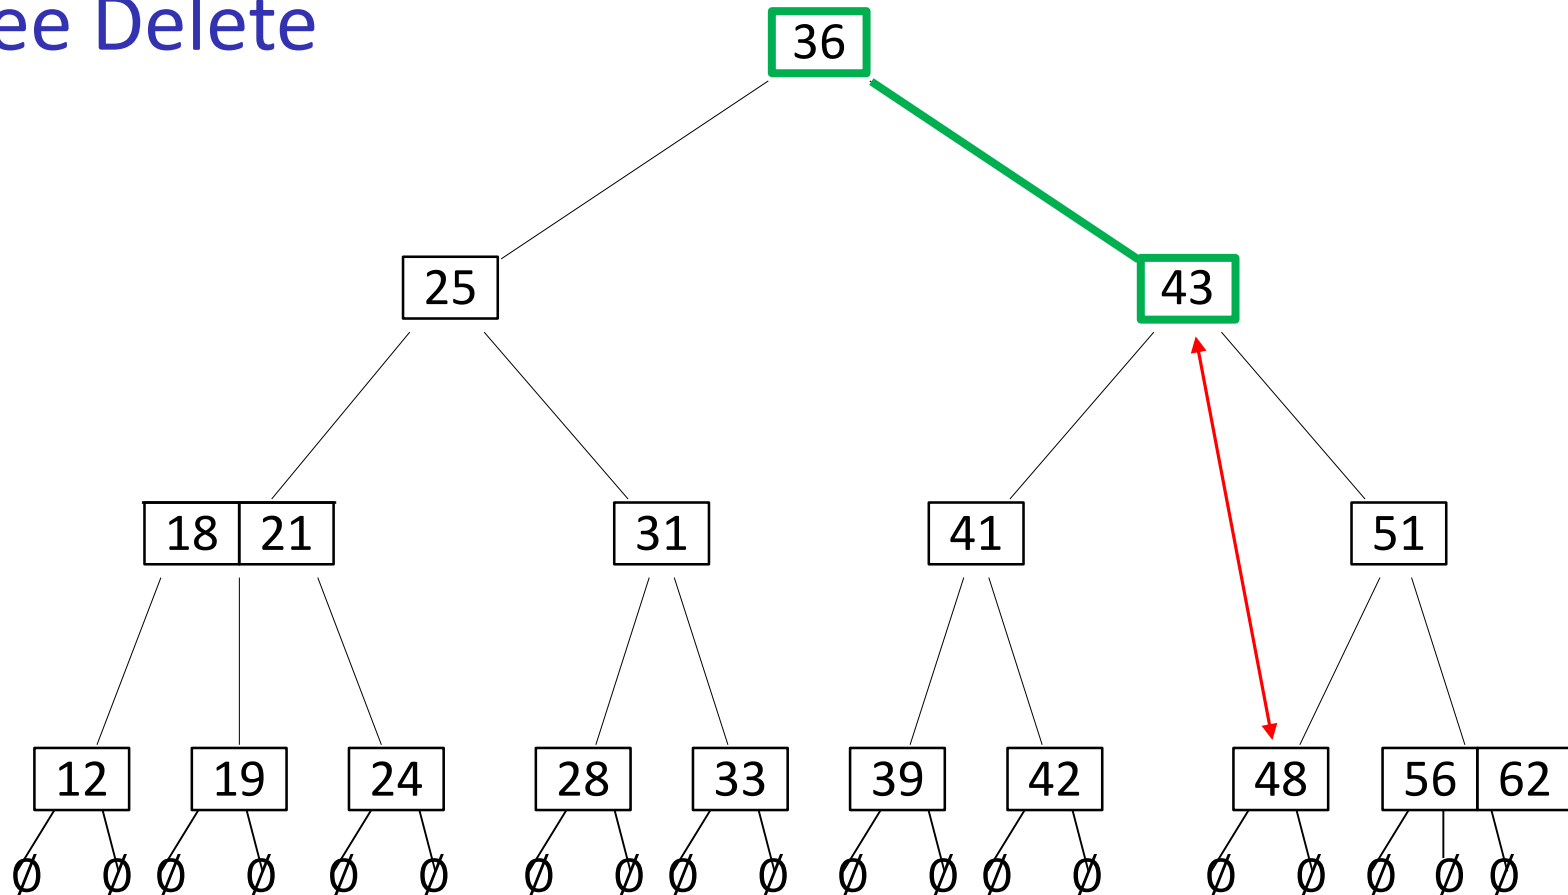 ee Delete
36
25 43
18 21 31 41 51
12 19 24 28 33 39 42 48 56 62
∅ ∅ ∅ ∅ ∅ ∅ ∅ ∅ ∅ ∅ ∅ ∅ ∅ ∅ ∅ ∅ ∅ ∅ ∅